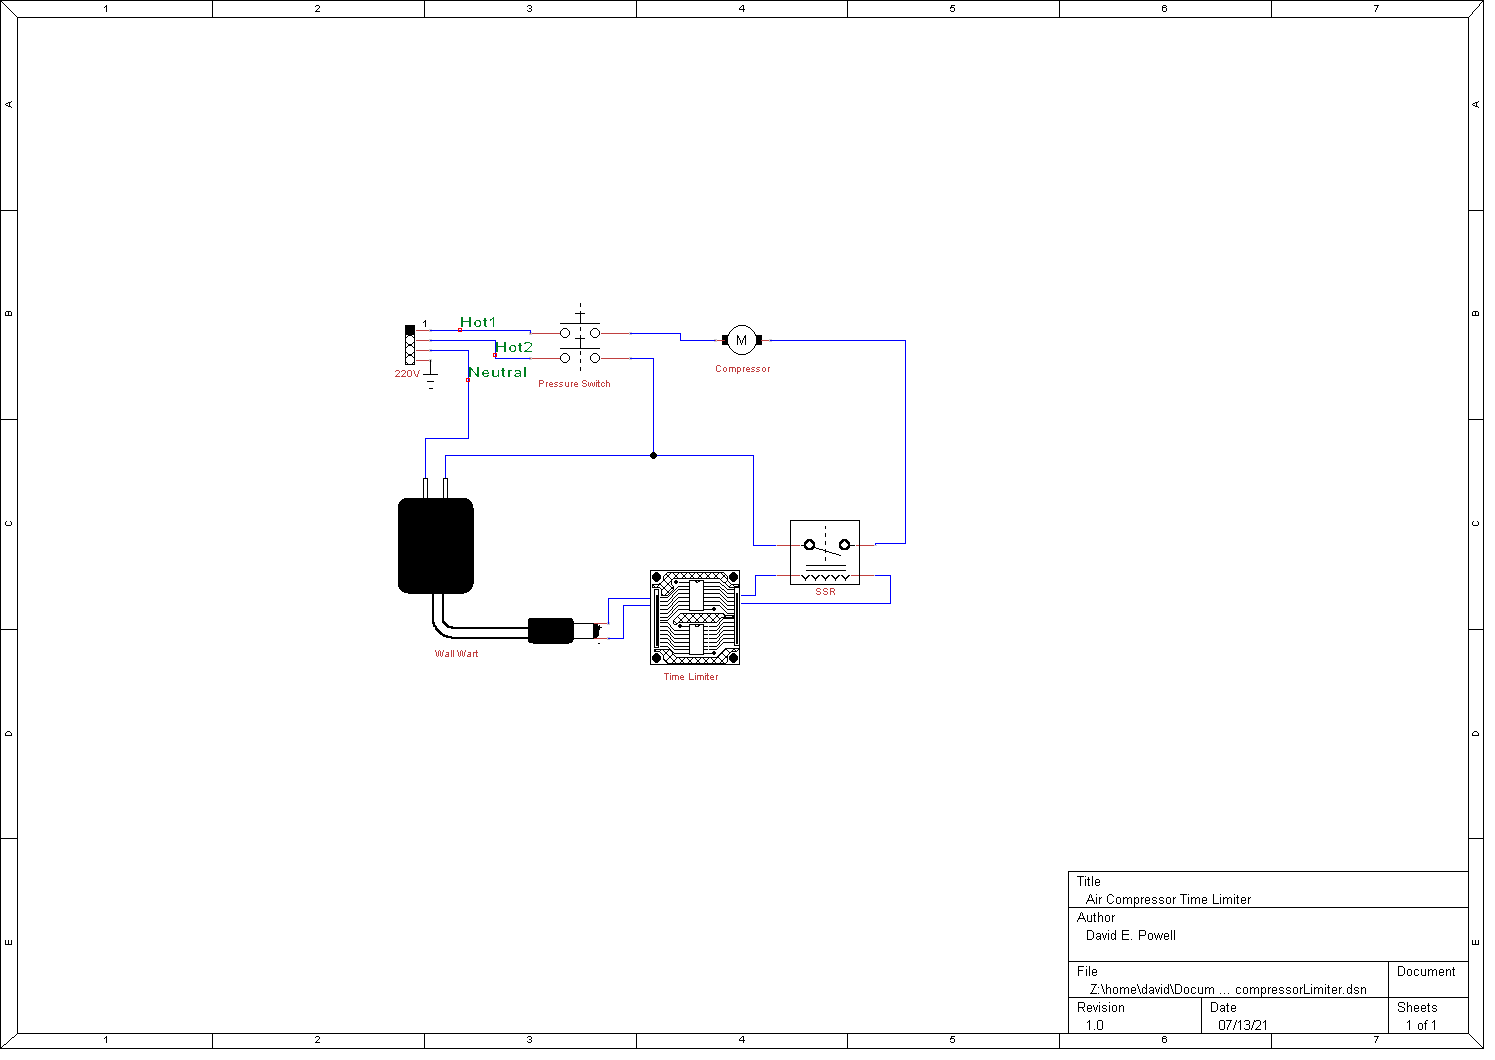 1 2 3 4 5 6 7
A A
1
Hot1
Hot2
220V
Neutral
Pressure Switch
M
Compressor
B B
C C
SSR
Wall Wart
Time Limiter
D D
Title
Air Compressor Time Limiter
Author
David E. Powell
E E
File Document
Z:\home\david\Docum ... compressorLimiter.dsn
Revision Date Sheets
1.0 07/13/21 1 of 1
1 2 3 4 5 6 7